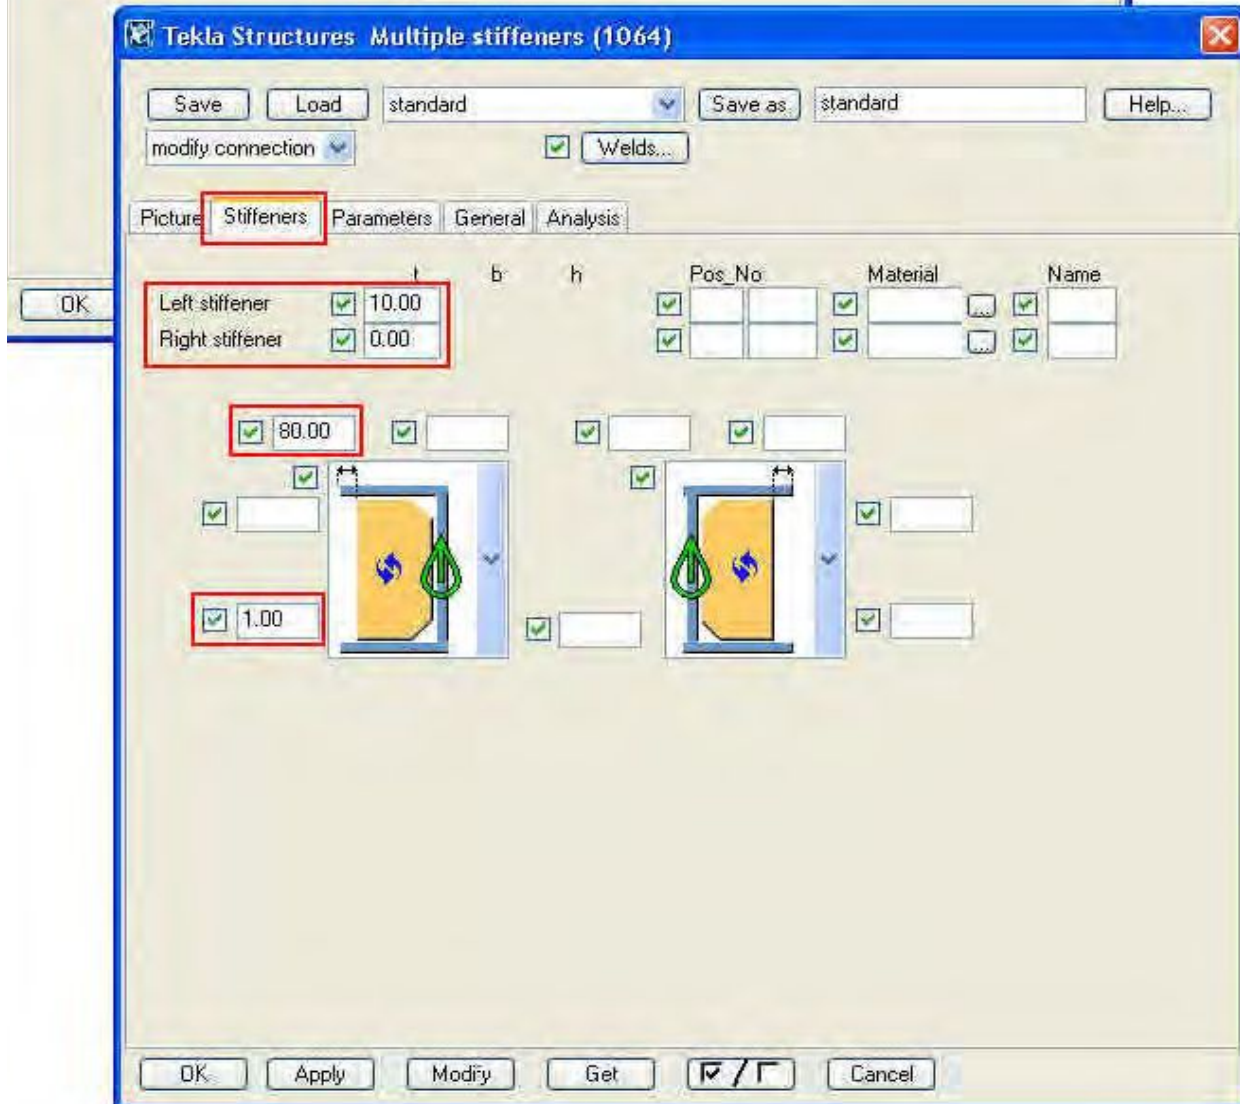 Tekla Structures Multiple stiffeners (1064)
Save Load standard Save as standard Help...
modify connection Welds...
Picture Stiffeners Parameters General Analysis
t b h Pos_No Material Name
OK Left stiffener 10.00 ...
Right stiffener 0.00 ...
80.00
1.00
OK Apply Modify Get / Cancel